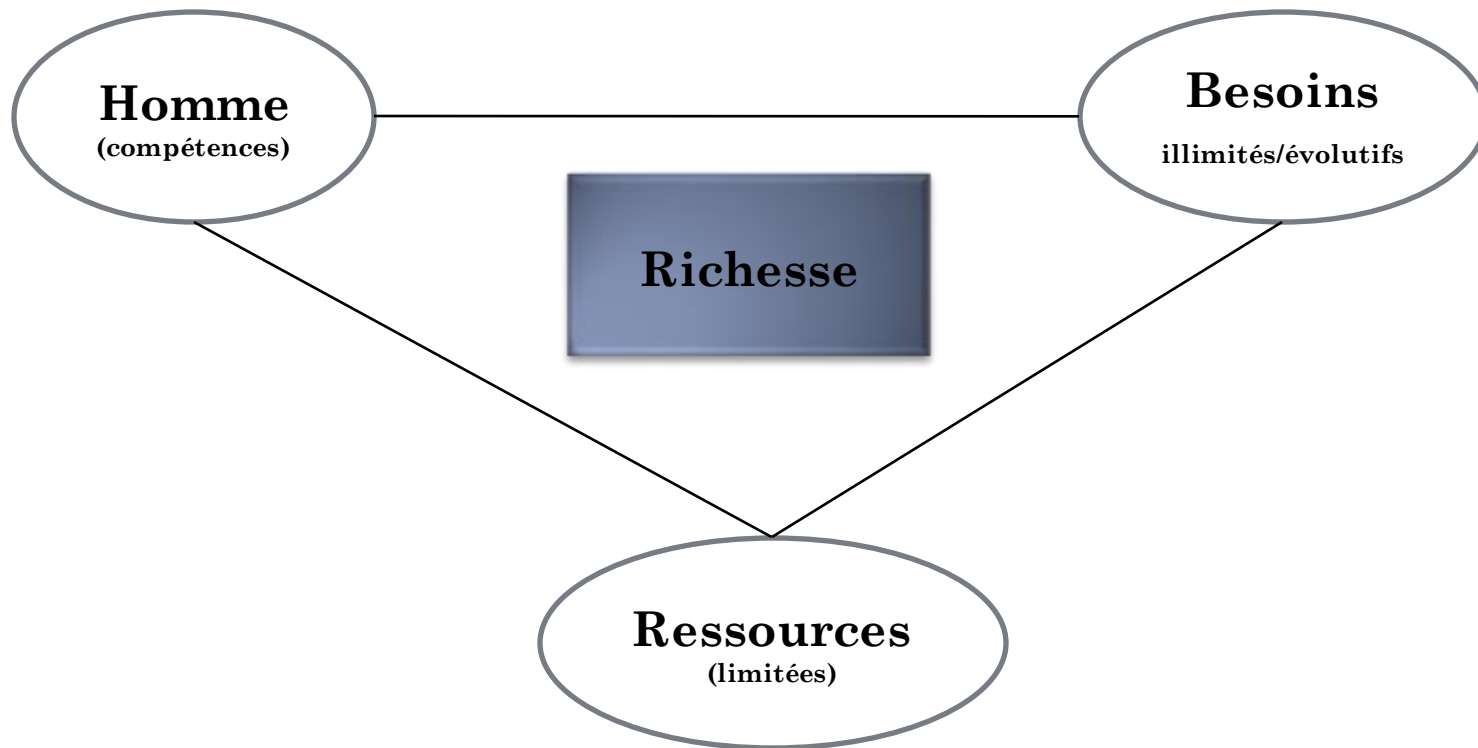 Homme
(compétences)
Besoins
illimités/évolutifs
Richesse
Ressources
(limitées)